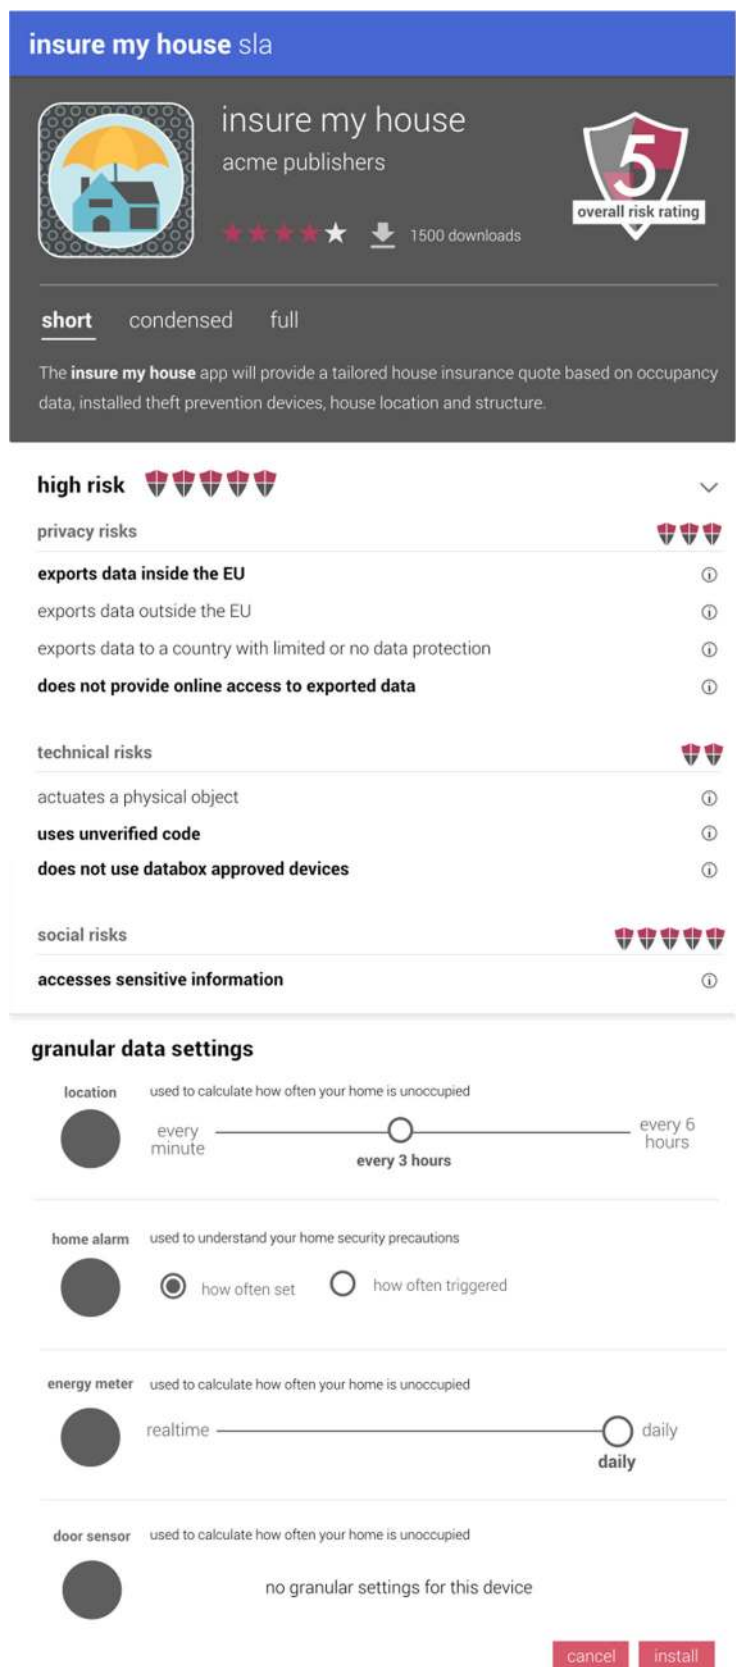 insure my house sla
insure my house
acme publishers
5
overall risk rating
1500 downloads
short condensed full
The insure my house app will provide a tailored house insurance quote based on occupancy
data, installed theft prevention devices, house location and structure.
high risk
privacy risks
exports data inside the EU
exports data outside the EU
exports data to a country with limited or no data protection
does not provide online access to exported data
technical risks
actuates a physical object
uses unverified code
does not use databox approved devices
social risks
accesses sensitive information
granular data settings
location used to calculate how often your home is unoccupied
every
minute
every 6
hours
every 3 hours
home alarm used to understand your home security precautions
how often set how often triggered
energy meter used to calculate how often your home is unoccupied
realtime daily
daily
door sensor used to calculate how often your home is unoccupied
no granular settings for this device
cancel install